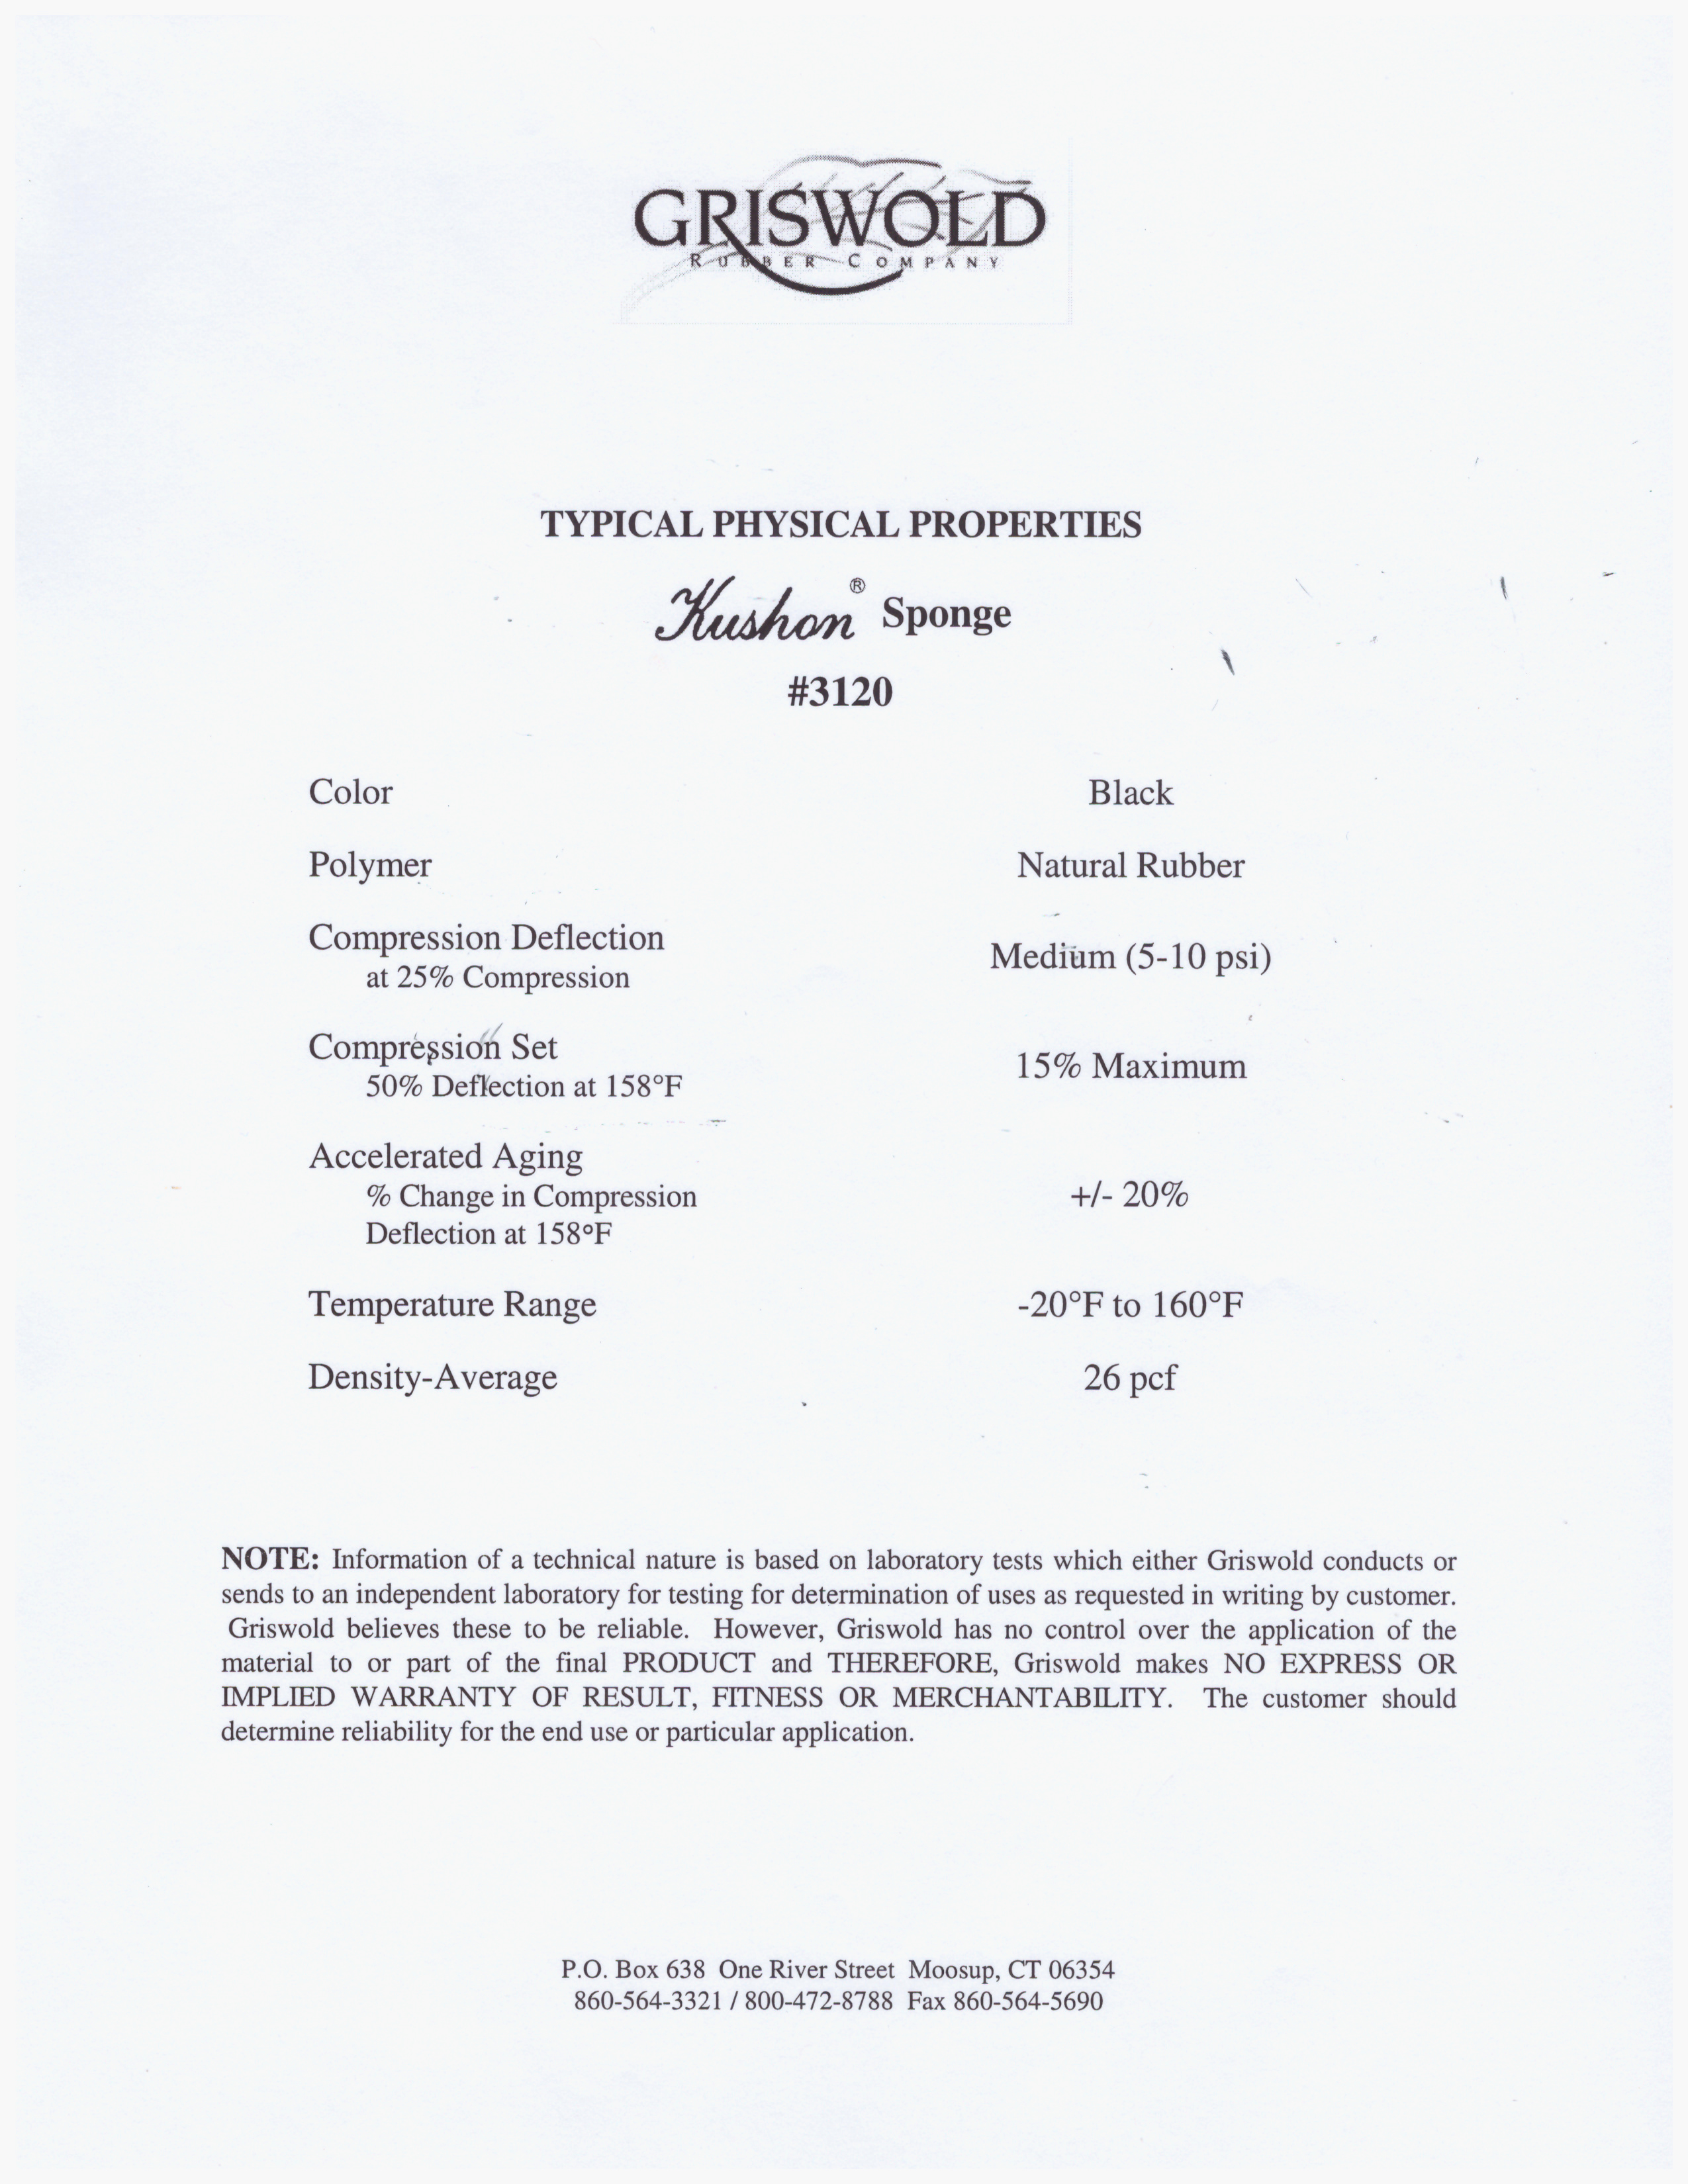 GRISWOLD
RUBBER COMPANY
TYPICAL PHYSICAL PROPERTIES
Kushon® Sponge
#3120
Color Black
Polymer Natural Rubber
Compression Deflection
at 25% Compression
Medium (5-10 psi)
Compression Set
50% Deflection at 158°F
15% Maximum
Accelerated Aging
% Change in Compression
Deflection at 158°F
+/- 20%
Temperature Range -20°F to 160°F
Density-Average 26 pcf
NOTE: Information of a technical nature is based on laboratory tests which either Griswold conducts or
sends to an independent laboratory for testing for determination of uses as requested in writing by customer.
Griswold believes these to be reliable. However, Griswold has no control over the application of the
material to or part of the final PRODUCT and THEREFORE, Griswold makes NO EXPRESS OR
IMPLIED WARRANTY OF RESULT, FITNESS OR MERCHANTABILITY. The customer should
determine reliability for the end use or particular application.
P.O. Box 638 One River Street Moosup, CT 06354
860-564-3321 / 800-472-8788 Fax 860-564-5690